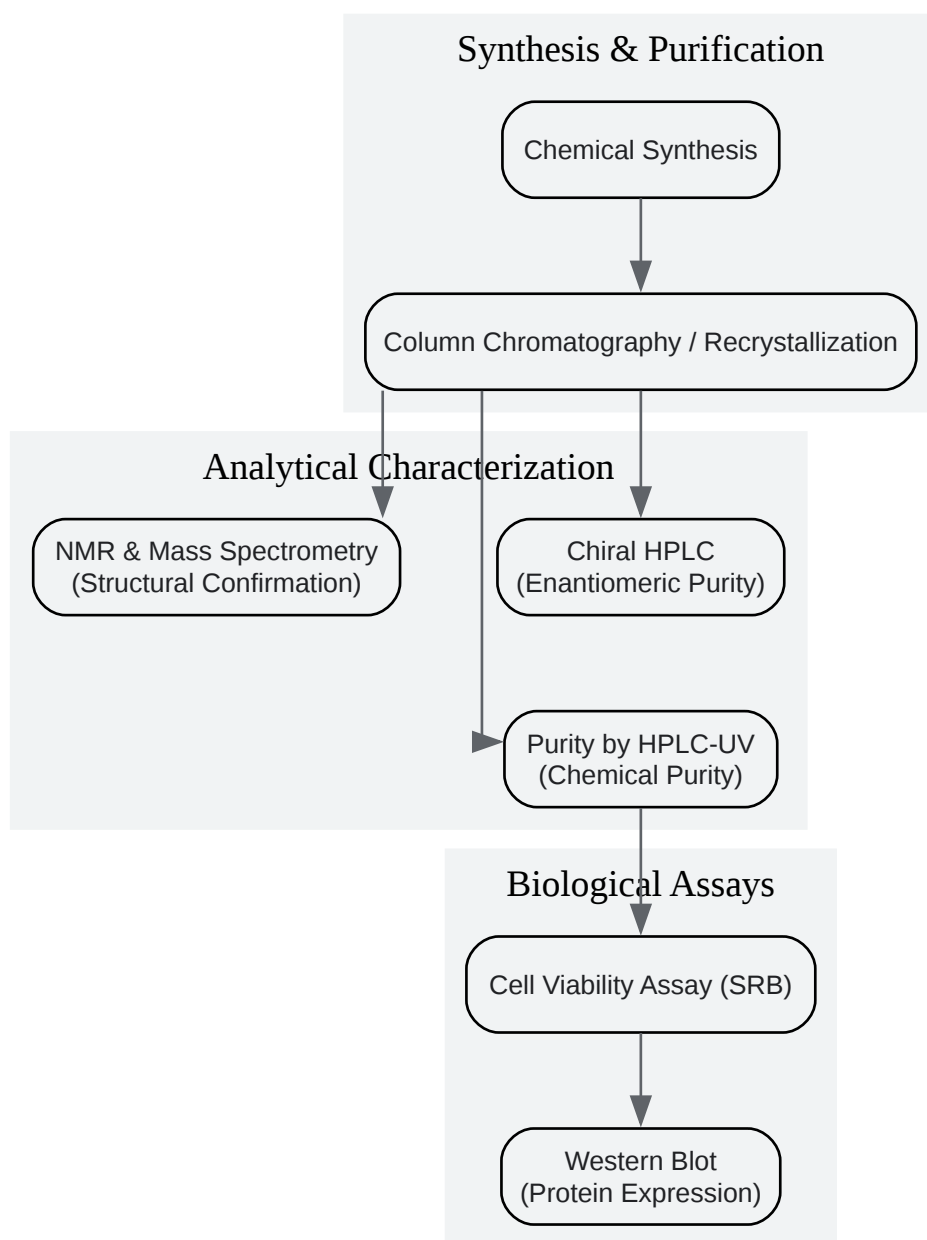 Synthesis & Purification
Chemical Synthesis
Column Chromatography / Recrystallization
Analytical Characterization
NMR & Mass Spectrometry
(Structural Confirmation)
Chiral HPLC
(Enantiomeric Purity)
Purity by HPLC-UV
(Chemical Purity)
Biological Assays
Cell Viability Assay (SRB)
Western Blot
(Protein Expression)